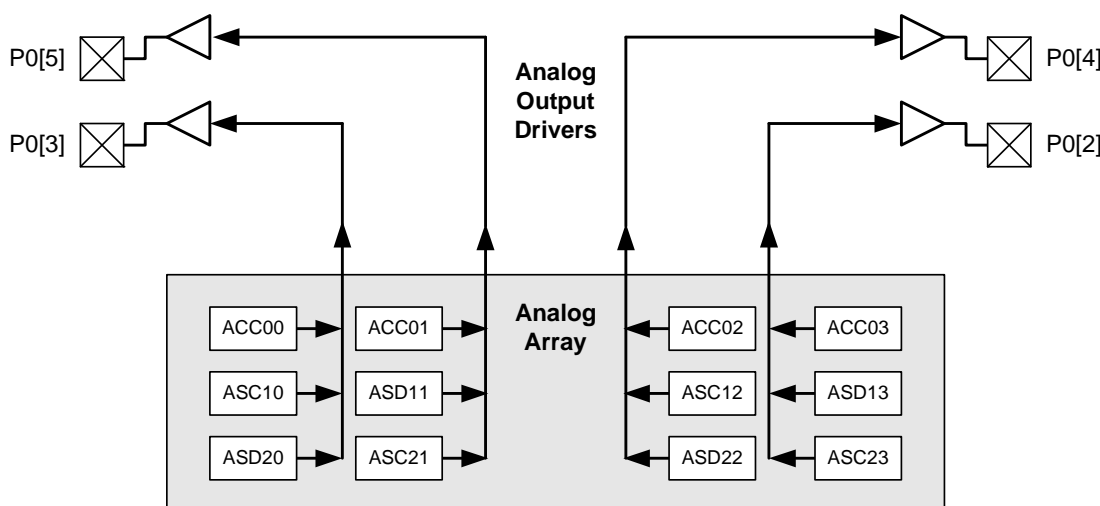 P0[5]
Analog
Output
Drivers
P0[4]
P0[3]
P0[2]
Analog
Array
ACC00
ACC01
ACC02
ACC03
ASC10
ASD11
ASC12
ASD13
ASD20
ASC21
ASD22
ASC23